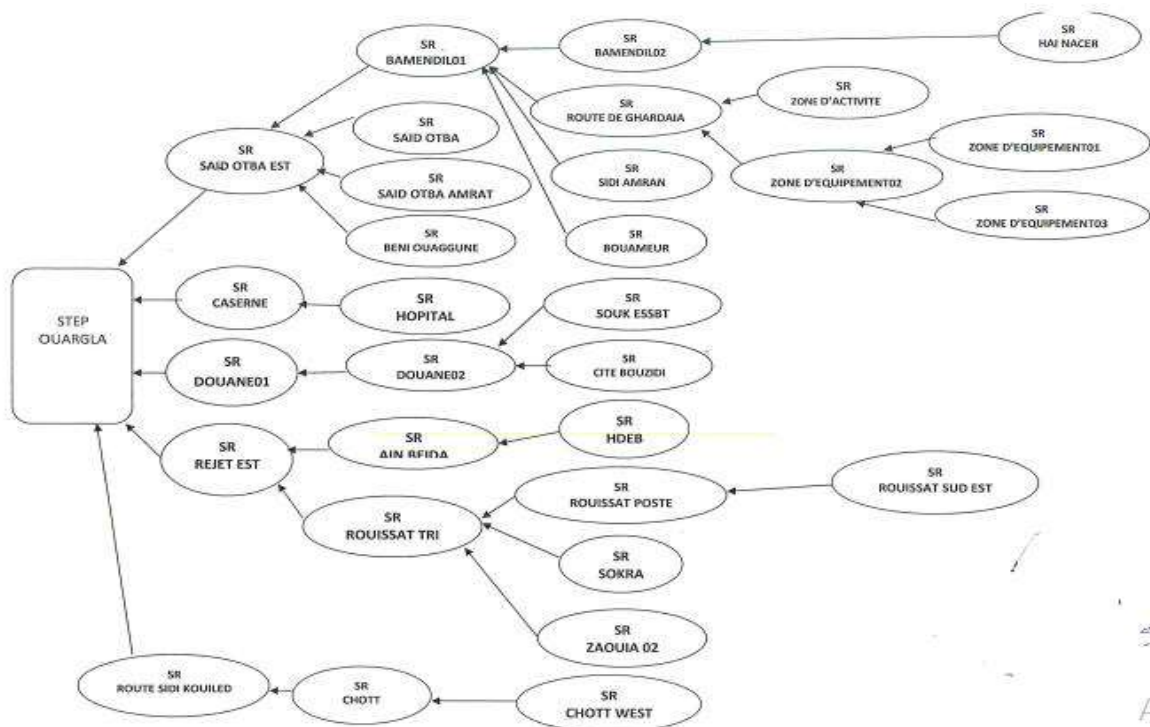 SR
BAMENDIL01
SR
BAMENDIL02
SR
HAI NACER
SR
ROUTE DE GHARDAIA
SR
ZONE D'ACTIVITE
SR
SAID OTBA
SR
SAID OTBA EST
SR
ZONE D'EQUIPEMENT01
SR
SAID OTBA AMRAT
SR
SIDI AMRAN
SR
ZONE D'EQUIPEMENT02
SR
ZONE D'EQUIPEMENT03
SR
BENI OUAGGUNE
SR
BOUAMEUR
STEP
OUARGLA
SR
CASERNE
SR
HOPITAL
SR
SOUK ESSBT
SR
DOUANE01
SR
DOUANE02
SR
CITE BOUZIDI
SR
REJET EST
SR
AIN BEIDA
SR
HDEB
SR
ROUISSAT POSTE
SR
ROUISSAT SUD EST
SR
ROUISSAT TRI
SR
SOKRA
SR
ZAOUIA 02
SR
ROUTE SIDI KOUILED
SR
CHOTT
SR
CHOTT WEST